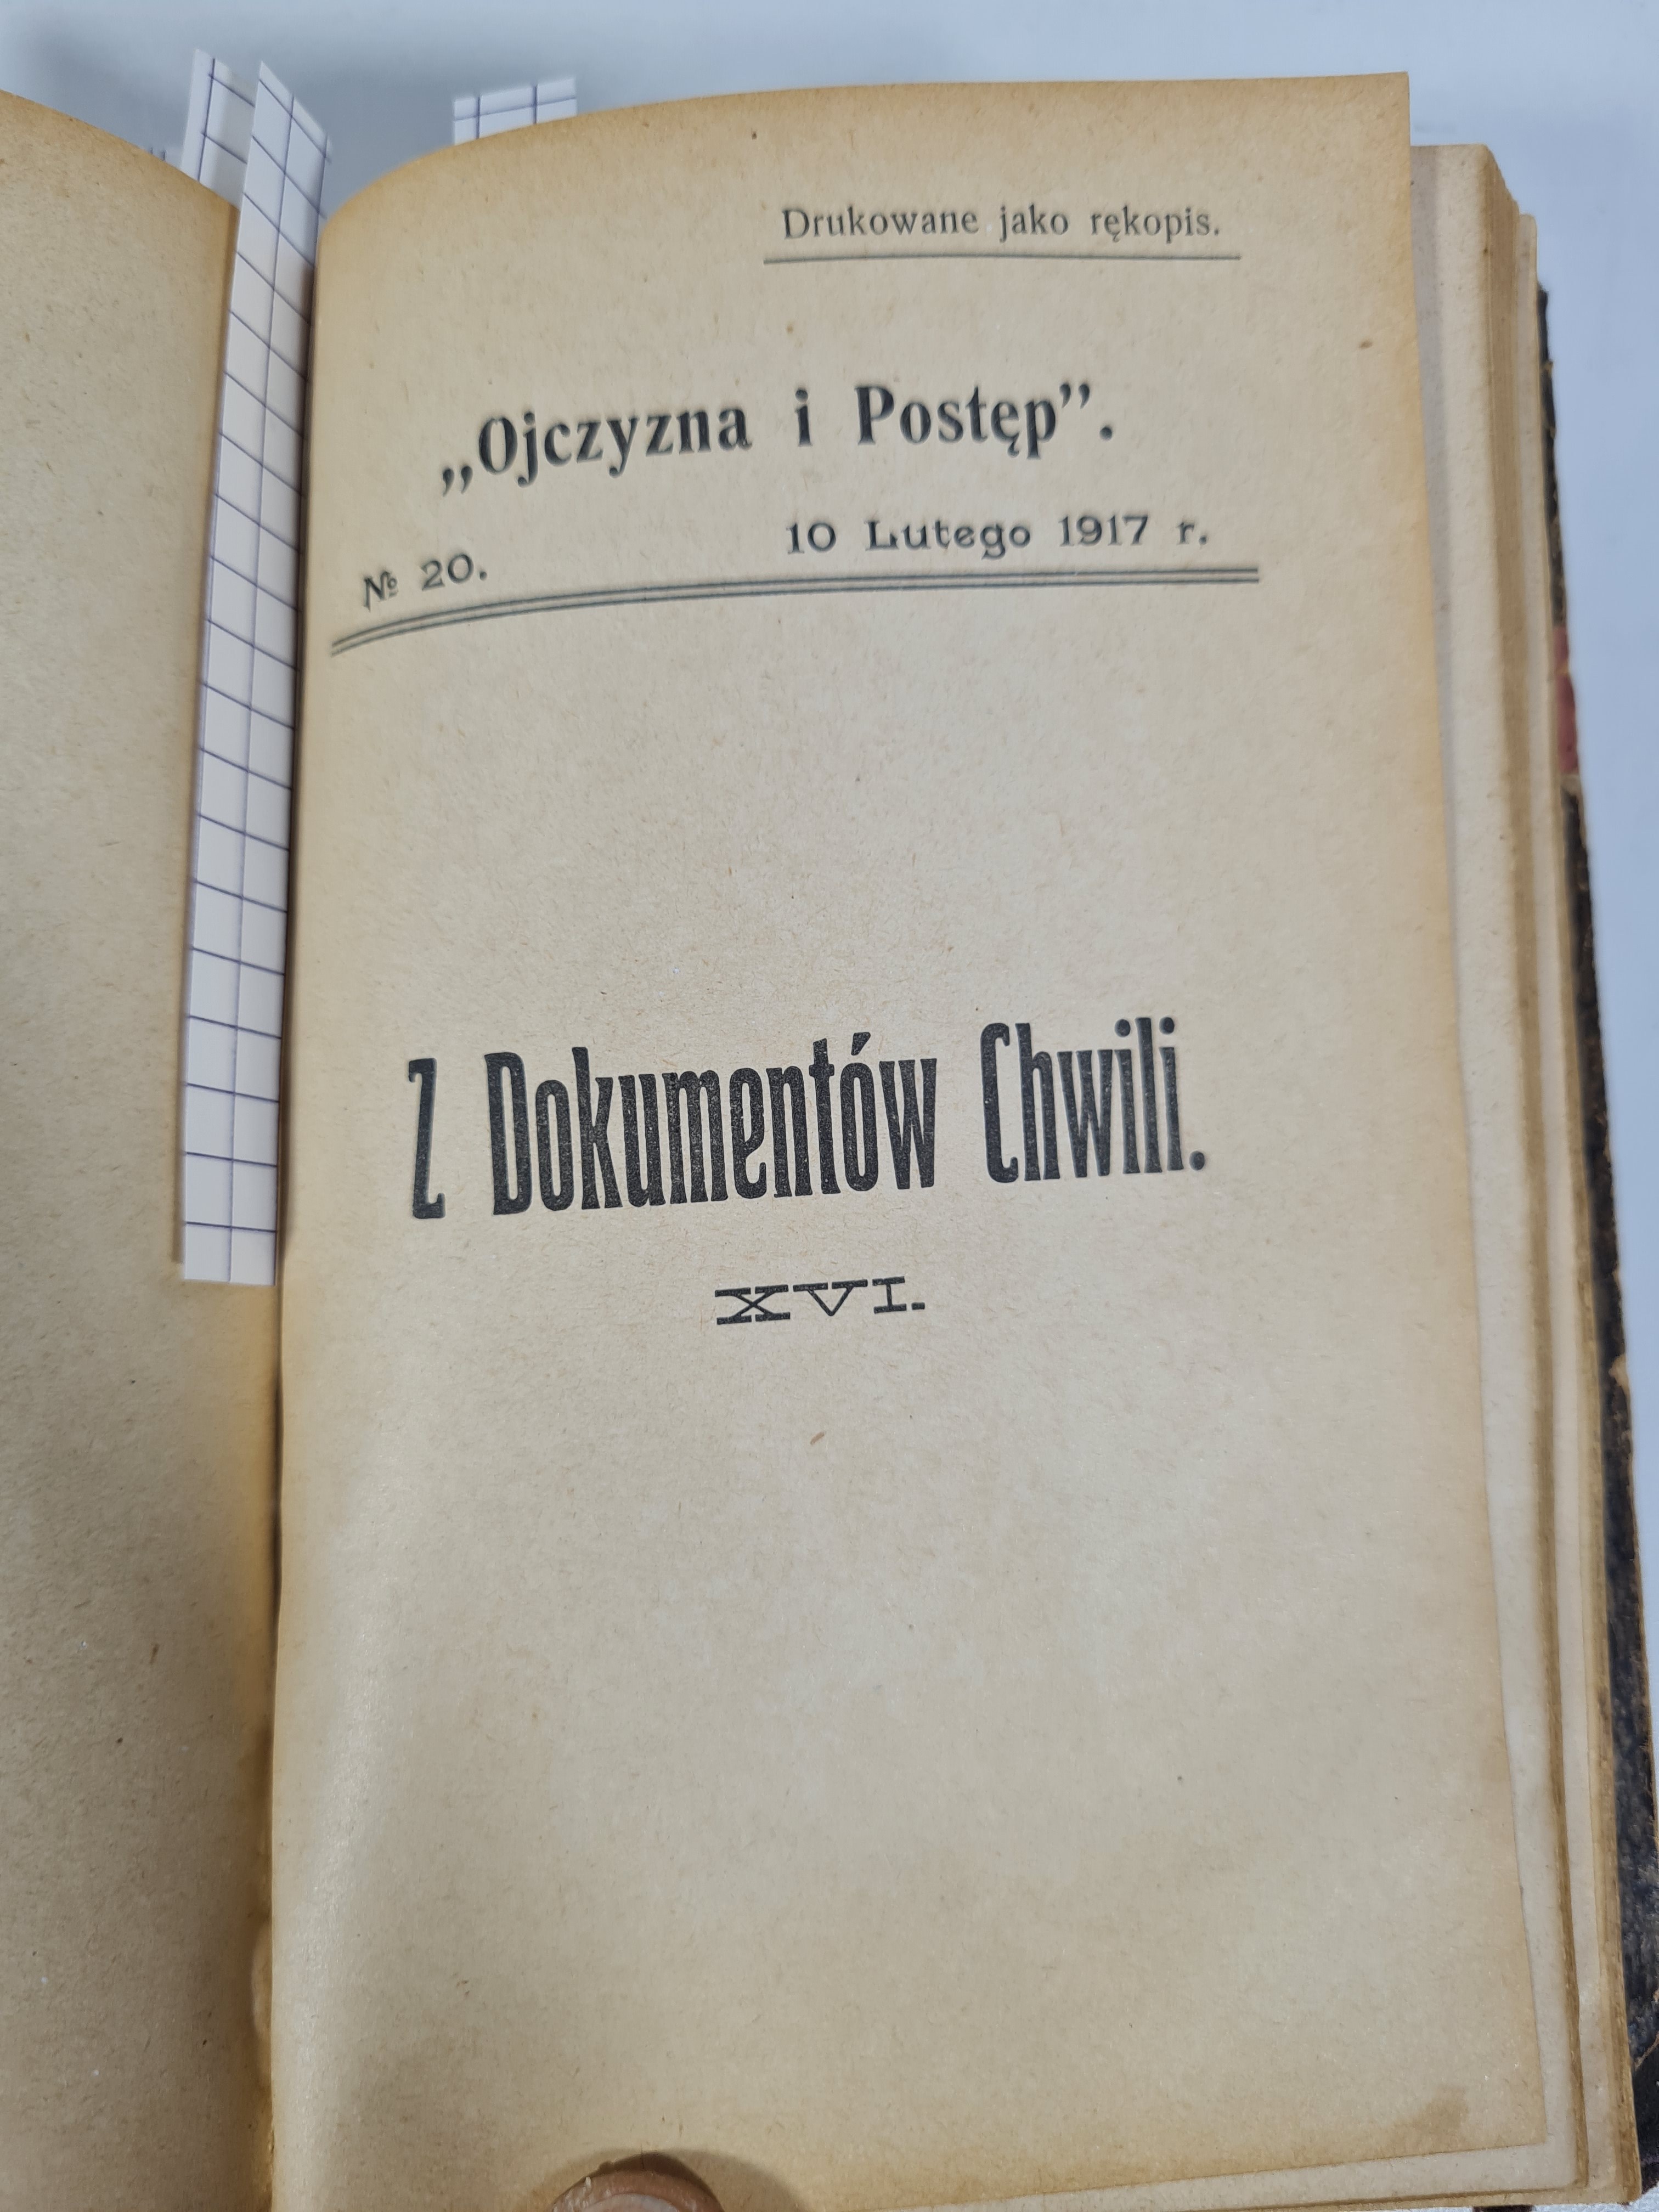 Drukowane jako rękopis.
„Ojczyzna i Postęp”.
№ 20. 10 Lutego 1917 r.
Z Dokumentów Chwili.
XVI.